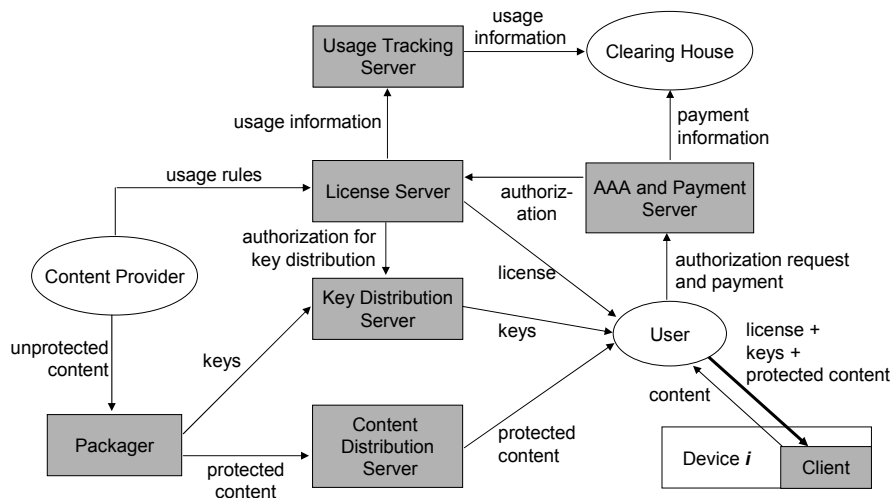 usage
information
Usage Tracking
Server
Clearing House
usage information
payment
information
usage rules
License Server
authoriz-
ation
AAA and Payment
Server
authorization for
key distribution
license
authorization request
and payment
Content Provider
Key Distribution
Server
keys
User
license +
keys +
protected content
unprotected
content
keys
content
Packager
protected
content
Content
Distribution
Server
protected
content
Device i
Client